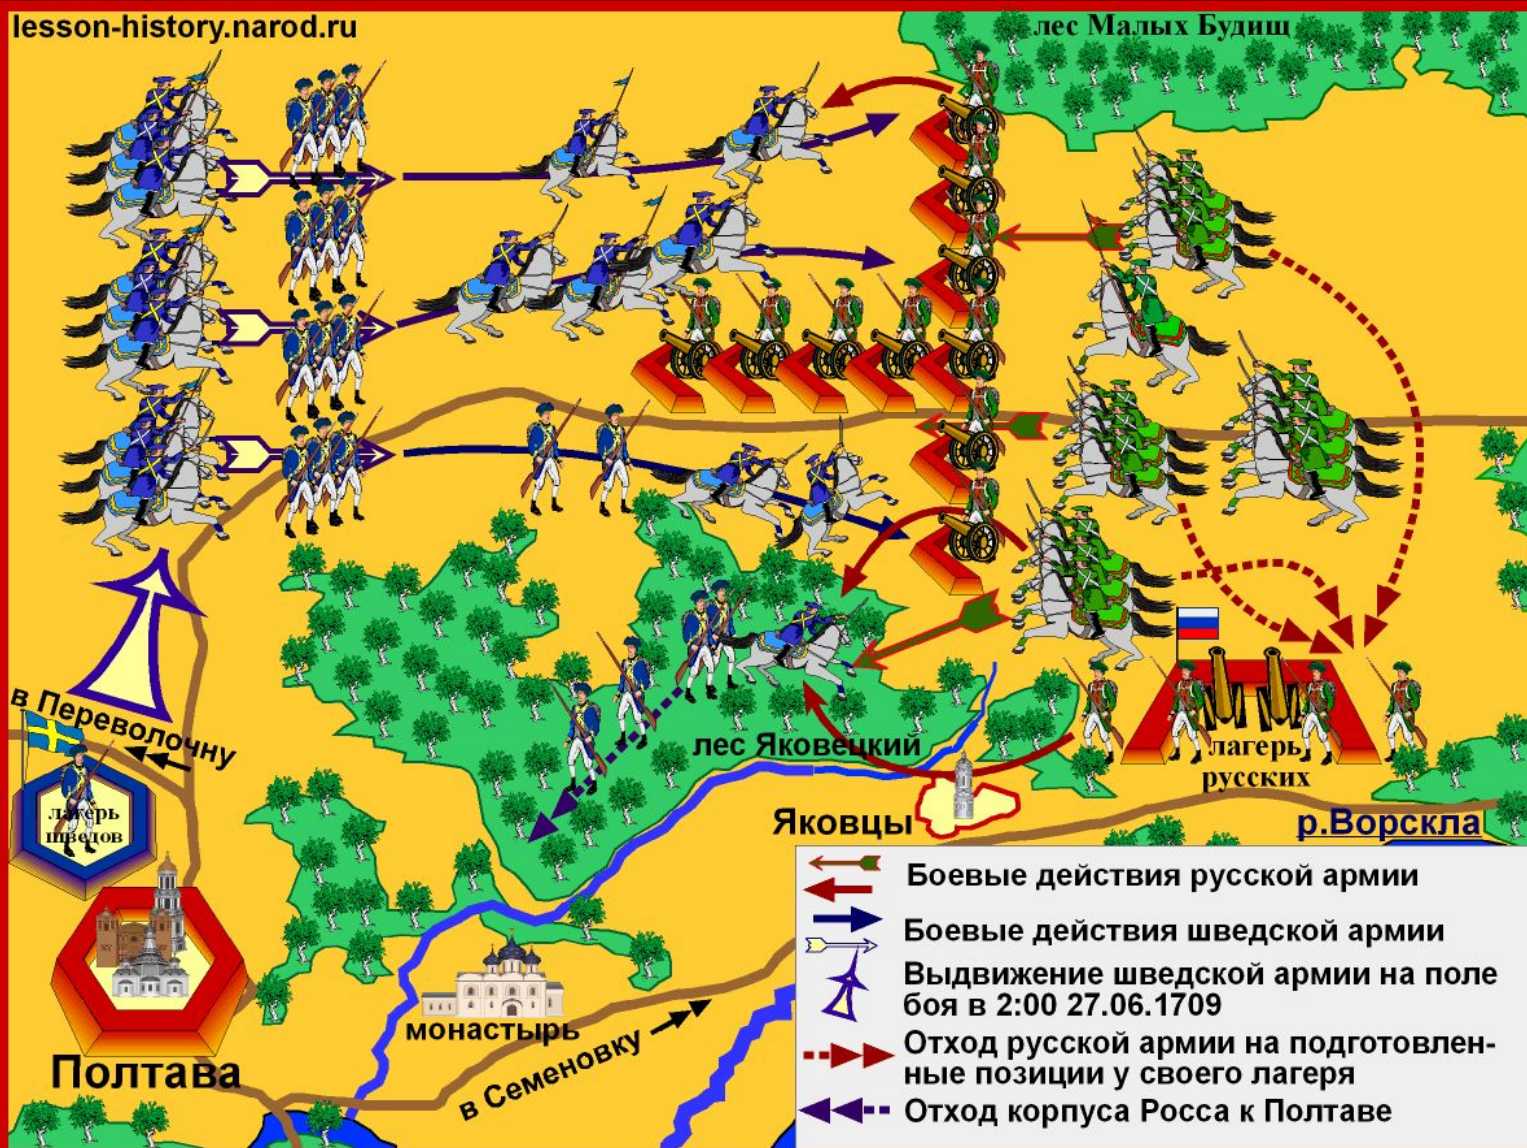 lesson-history.narod.ru
лес Малых Будищ
в Переволочну
лагерь
шведов
лес Яковецкий
лагерь
русских
Яковцы
р.Ворскла
Полтава
монастырь
в Семеновку
Боевые действия русской армии
Боевые действия шведской армии
Выдвижение шведской армии на поле
боя в 2:00 27.06.1709
Отход русской армии на подготовлен-
ные позиции у своего лагеря
Отход корпуса Росса к Полтаве